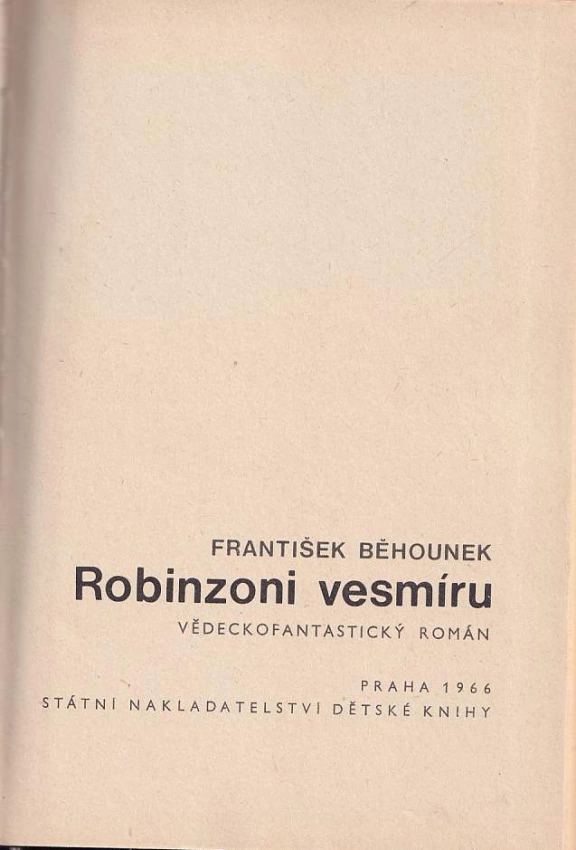 FRANTIŠEK BĚHOUNEK
Robinzoni vesmíru
VĚDECKOFANTASTICKÝ ROMÁN
PRAHA 1966
STÁTNÍ NAKLADATELSTVÍ DĚTSKÉ KNIHY